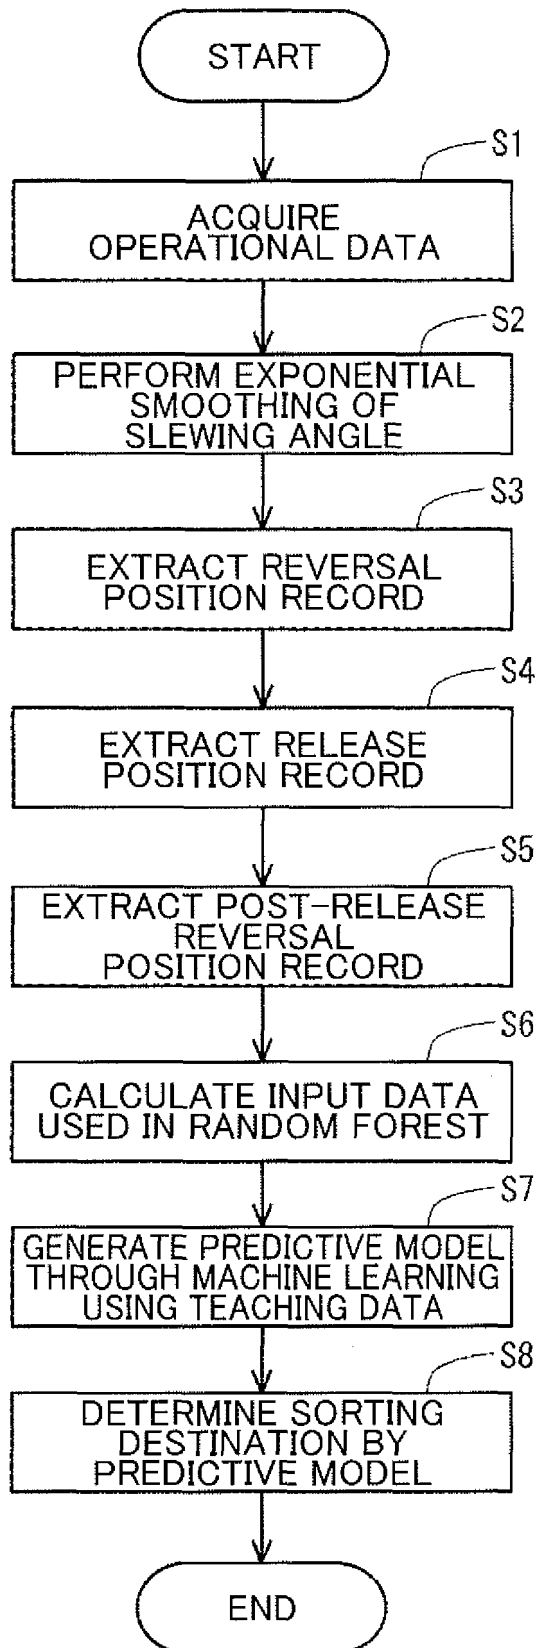 START
S1
ACQUIRE
OPERATIONAL DATA
S2
PERFORM EXPONENTIAL
SMOOTHING OF
SLEWING ANGLE
S3
EXTRACT REVERSAL
POSITION RECORD
S4
EXTRACT RELEASE
POSITION RECORD
S5
EXTRACT POST-RELEASE
REVERSAL
POSITION RECORD
S6
CALCULATE INPUT DATA
USED IN RANDOM FOREST
S7
GENERATE PREDICTIVE MODEL
THROUGH MACHINE LEARNING
USING TEACHING DATA
S8
DETERMINE SORTING
DESTINATION BY
PREDICTIVE MODEL
END